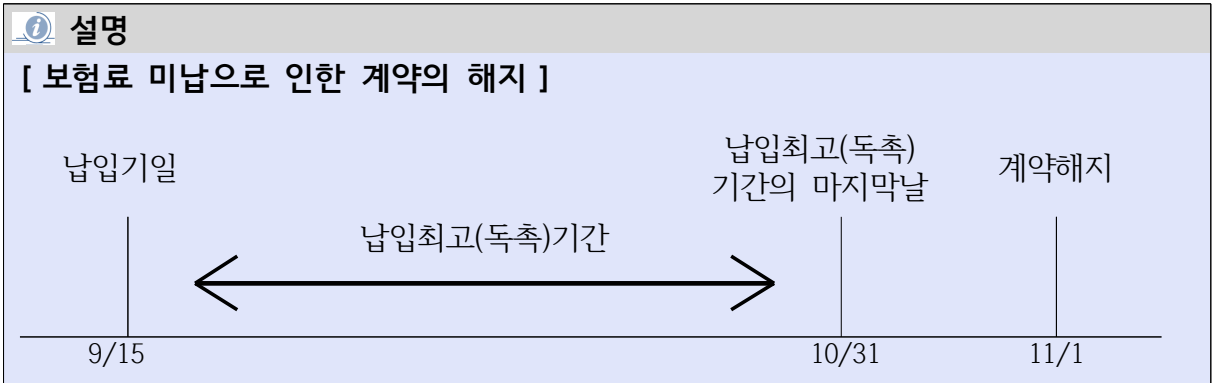 설명
[ 보험료 미납으로 인한 계약의 해지 ]
납입기일
납입최고(독촉)
기간의 마지막날
계약해지
납입최고(독촉)기간
9/15
10/31
11/1